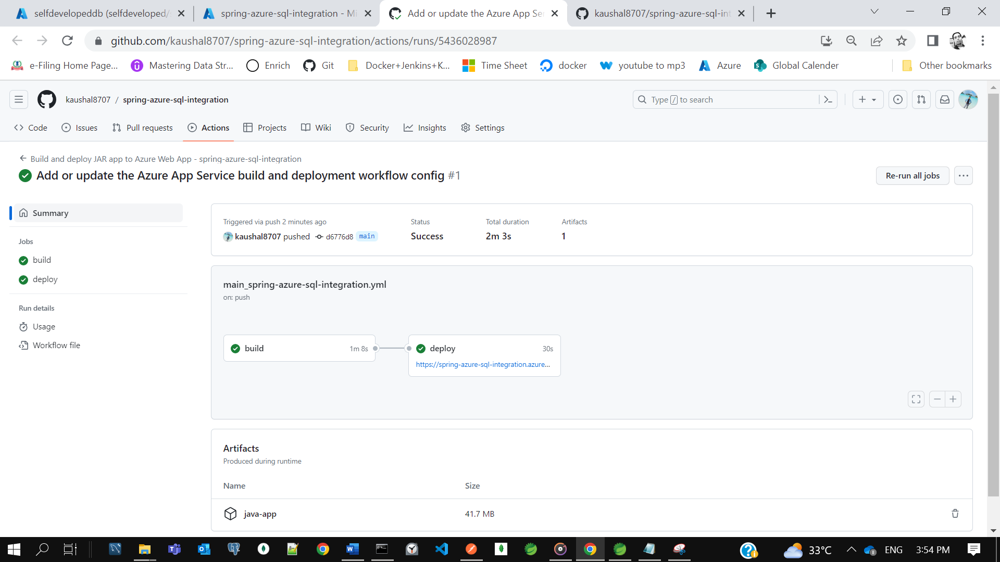 selfdevelopeddb (selfdeveloped/
spring-azure-sql-integration - Mi
Add or update the Azure App Ser
kaushal8707/spring-azure-sql-int
github.com/kaushal8707/spring-azure-sql-integration/actions/runs/5436028987
e-Filing Home Page...
Mastering Data Str...
Enrich
Git
Docker+Jenkins+K...
Time Sheet
docker
youtube to mp3
Azure
Global Calender
Other bookmarks
kaushal8707 / spring-azure-sql-integration
Type / to search
Code
Issues
Pull requests
Actions
Projects
Wiki
Security
Insights
Settings
Build and deploy JAR app to Azure Web App - spring-azure-sql-integration
Add or update the Azure App Service build and deployment workflow config #1
Re-run all jobs
Summary
Jobs
build
deploy
Run details
Usage
Workflow file
Triggered via push 2 minutes ago
kaushal8707 pushed d6776d8 main
Status
Success
Total duration
2m 3s
Artifacts
1
main_spring-azure-sql-integration.yml
on: push
build 1m 8s
deploy 30s
https://spring-azure-sql-integration.azure...
Artifacts
Produced during runtime
Name Size
java-app 41.7 MB
33°C
ENG
3:54 PM